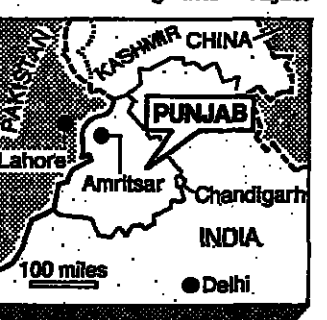 PAKISTAN
KASHMIR
CHINA
PUNJAB
Lahore
Amritsar
Chandigarh
INDIA
100 miles
Delhi